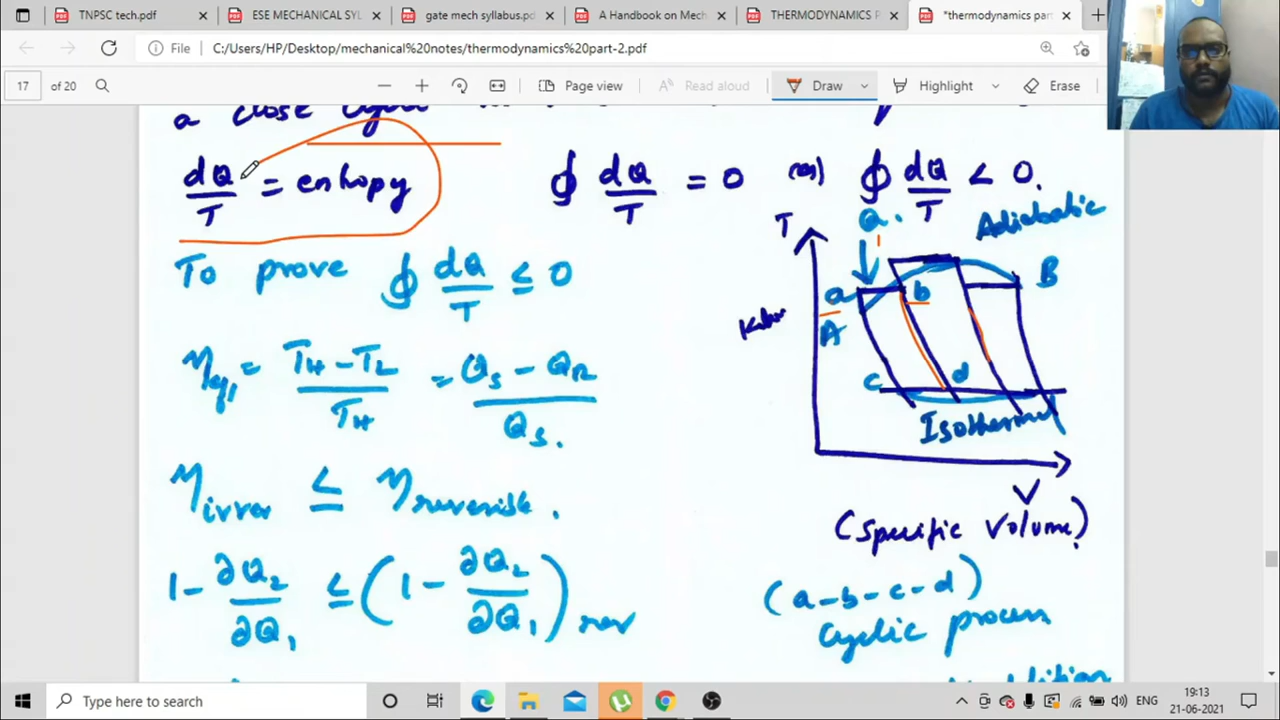 TNPSC tech.pdf
ESE MECHANICAL SYL
gate mech syllabus.pd
A Handbook on Mech
THERMODYNAMICS P
*thermodynamics par
File
C:/Users/HP/Desktop/mechanical%20notes/thermodynamics%20part-2.pdf
17 of 20
Page view
Read aloud
Draw
Highlight
Erase
a close
dQ/T = entropy
∮ dQ/T = 0 (or) ∮ dQ/T < 0.
To prove ∮ dQ/T ≤ 0
T
Q.
Adiabatic
a
b
B
A
c
d
Isothermal
V
(specific volume)
η = (TH - TL)/TH = (QS - QR)/QS.
ηirrev ≤ ηreversible.
1 - ∂Q2/∂Q1 ≤ (1 - ∂Q2/∂Q1) rev
(a-b-c-d)
cyclic process
Type here to search
ENG
19:13
21-06-2021